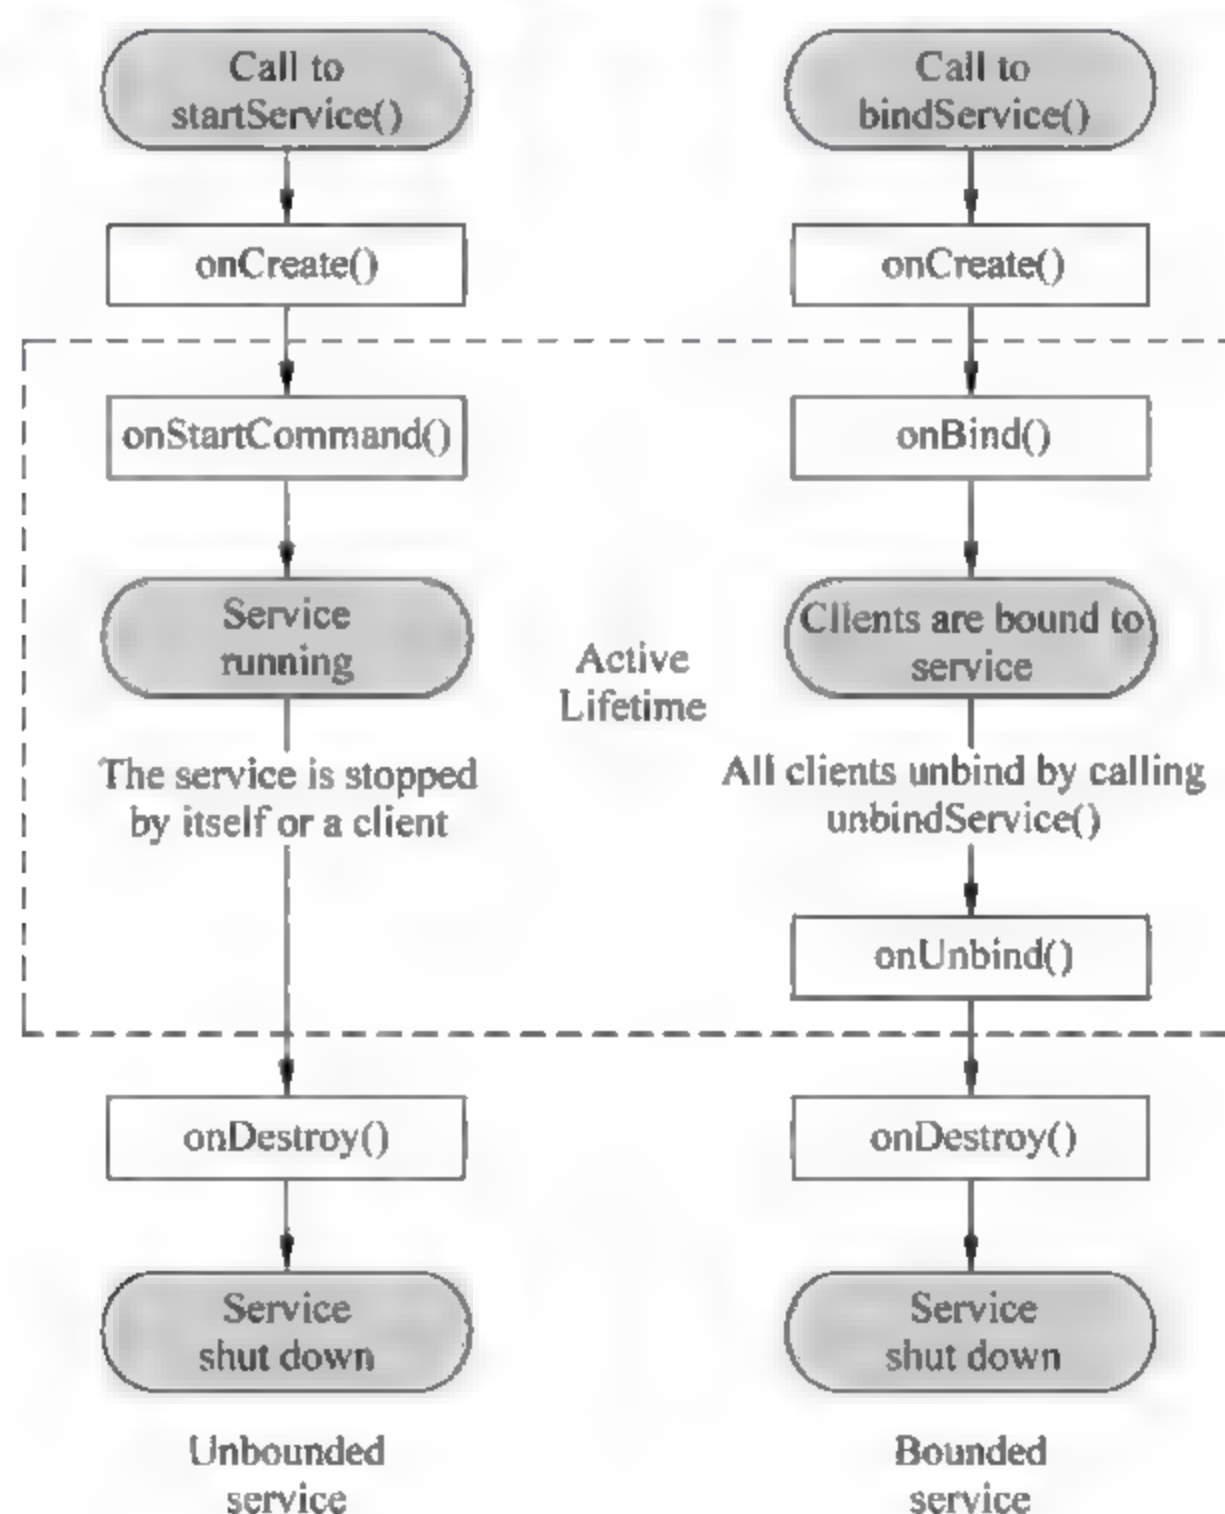 Call to
startService()
onCreate()
onStartCommand()
Service
running
The service is stopped
by itself or a client
onDestroy()
Service
shut down
Unbounded
service
Active
Lifetime
Call to
bindService()
onCreate()
onBind()
Clients are bound to
service
All clients unbind by calling
unbindService()
onUnbind()
onDestroy()
Service
shut down
Bounded
service